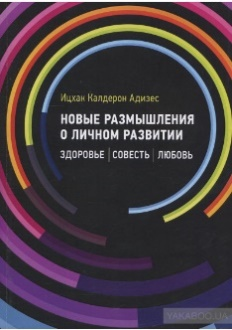 Ицхак Калдерон Адизес
НОВЫЕ РАЗМЫШЛЕНИЯ
О ЛИЧНОМ РАЗВИТИИ
ЗДОРОВЬЕ | СОВЕСТЬ | ЛЮБОВЬ
YAKABOO.UA